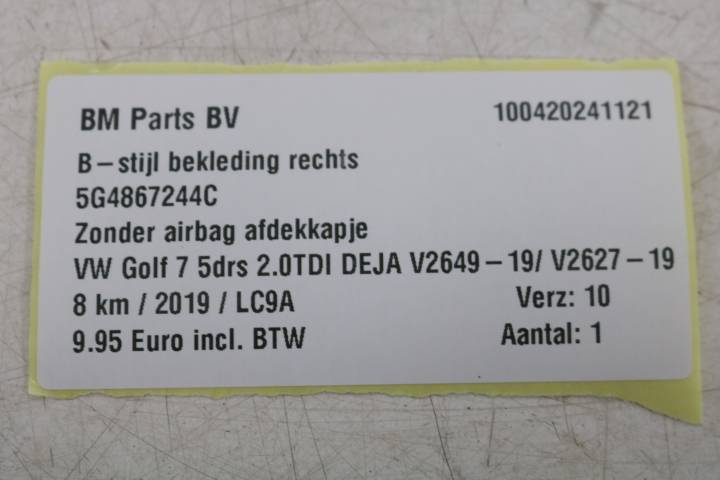 BM Parts BV 100420241121
B-stijl bekleding rechts
5G4867244C
Zonder airbag afdekkapje
VW Golf 7 5drs 2.0TDI DEJA V2649-19/ V2627-19
8 km / 2019 / LC9A Verz: 10
9.95 Euro incl. BTW Aantal: 1